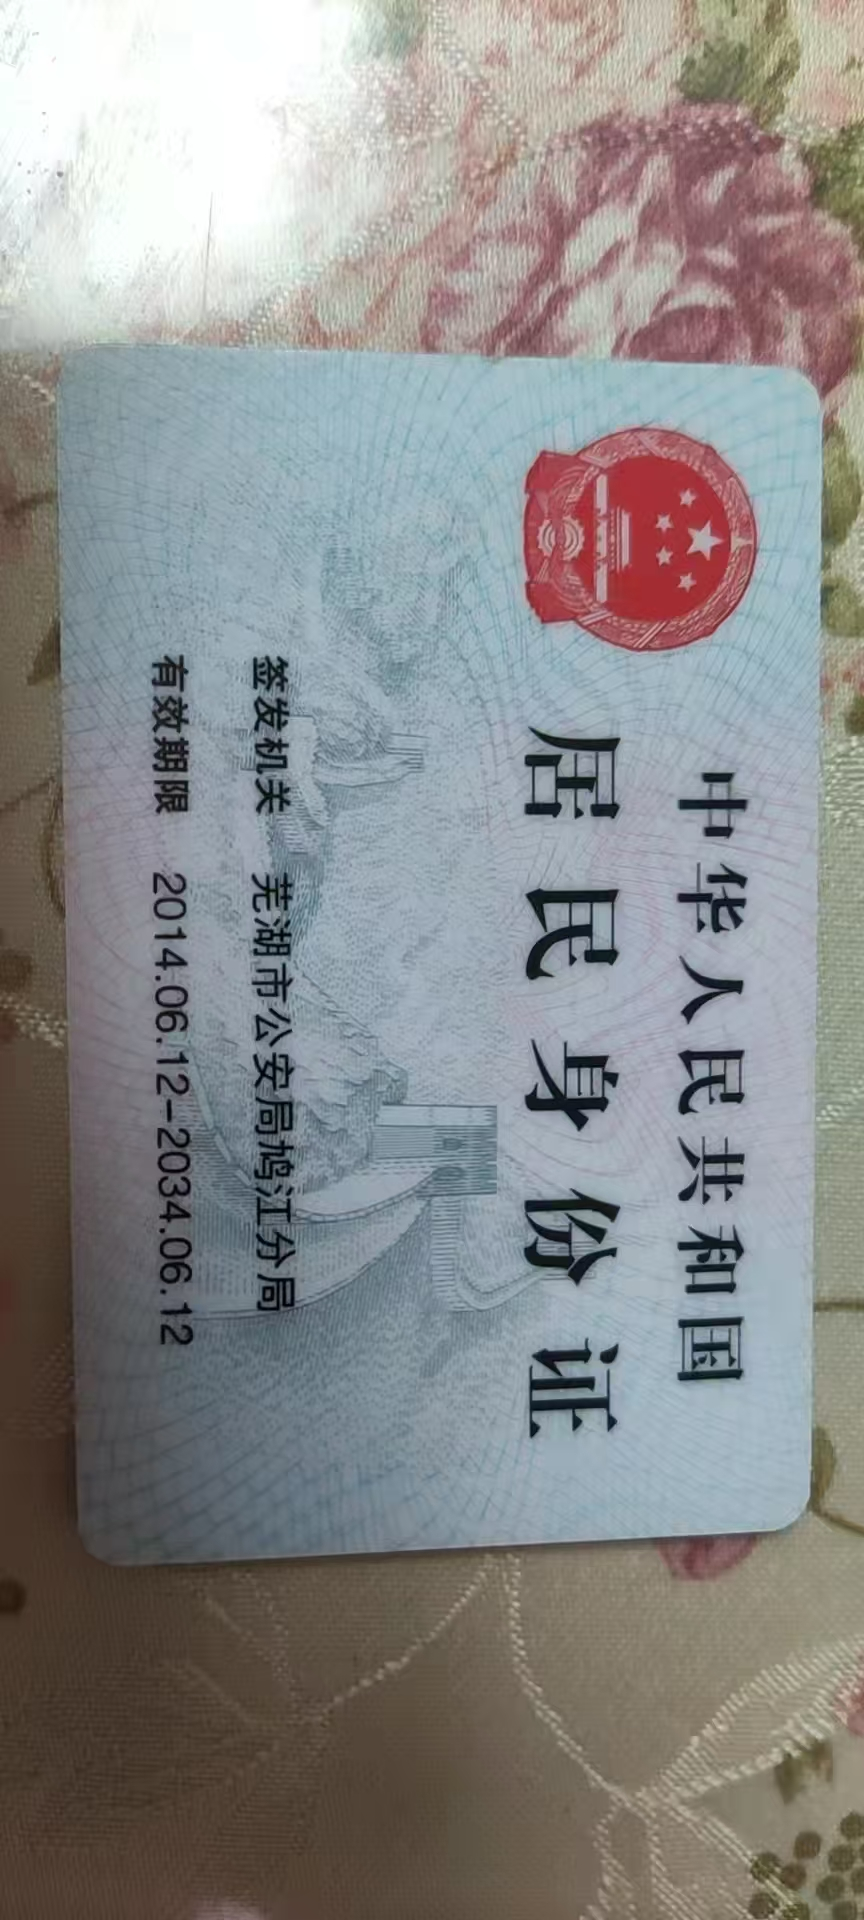 中华人民共和国
居民身份证
签发机关 芜湖市公安局鸠江分局
有效期限 2014.06.12-2034.06.12